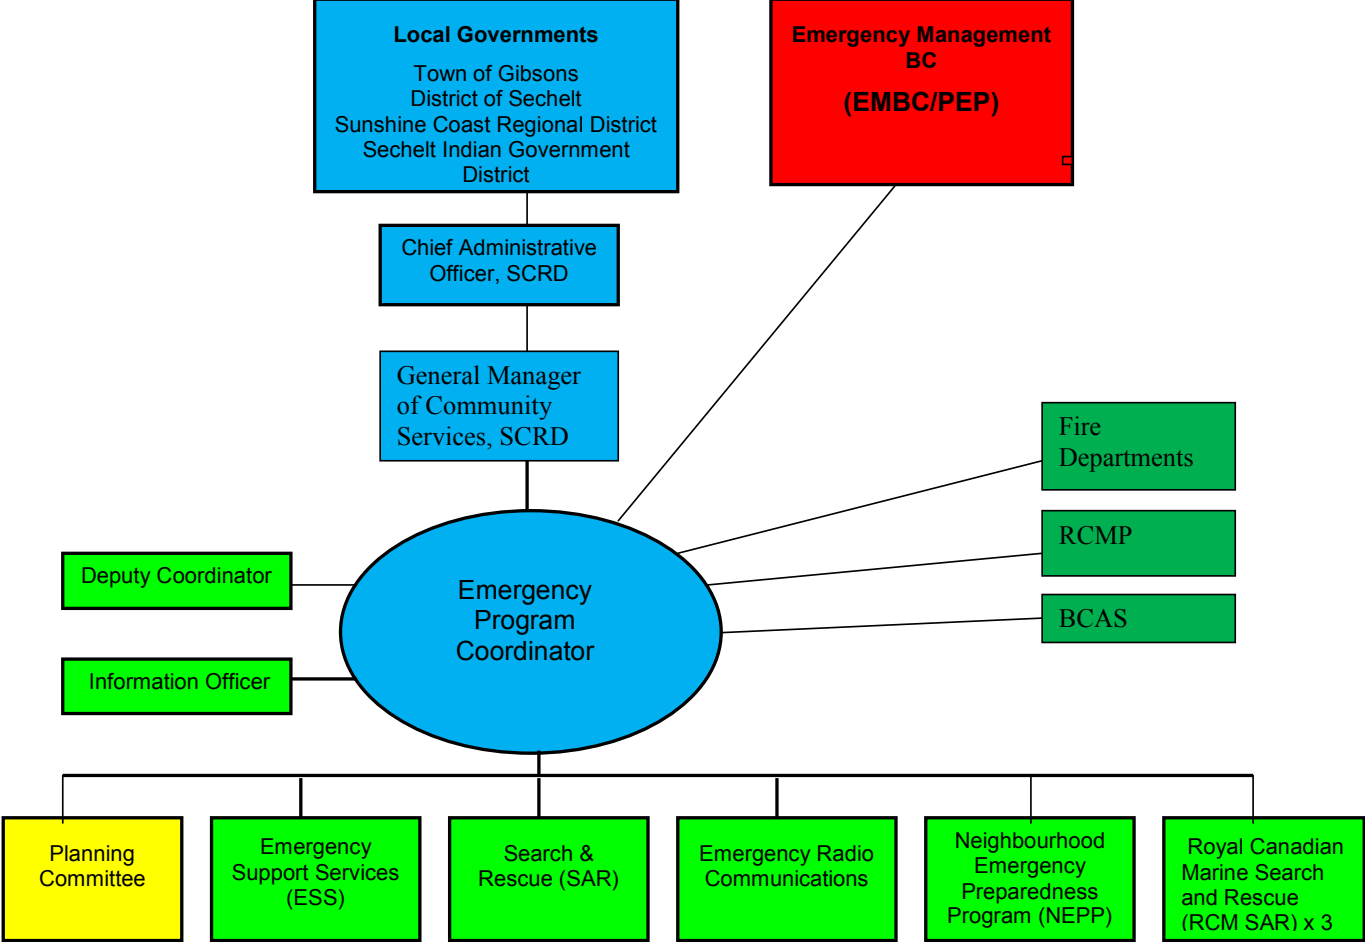 Local Governments
Town of Gibsons
District of Sechelt
Sunshine Coast Regional District
Sechelt Indian Government
District
Emergency Management
BC
(EMBC/PEP)
Chief Administrative
Officer, SCRD
General Manager
of Community
Services, SCRD
Fire
Departments
RCMP
BCAS
Deputy Coordinator
Information Officer
Emergency
Program
Coordinator
Planning
Committee
Emergency
Support Services
(ESS)
Search &
Rescue (SAR)
Emergency Radio
Communications
Neighbourhood
Emergency
Preparedness
Program (NEPP)
Royal Canadian
Marine Search
and Rescue
(RCM SAR) x 3